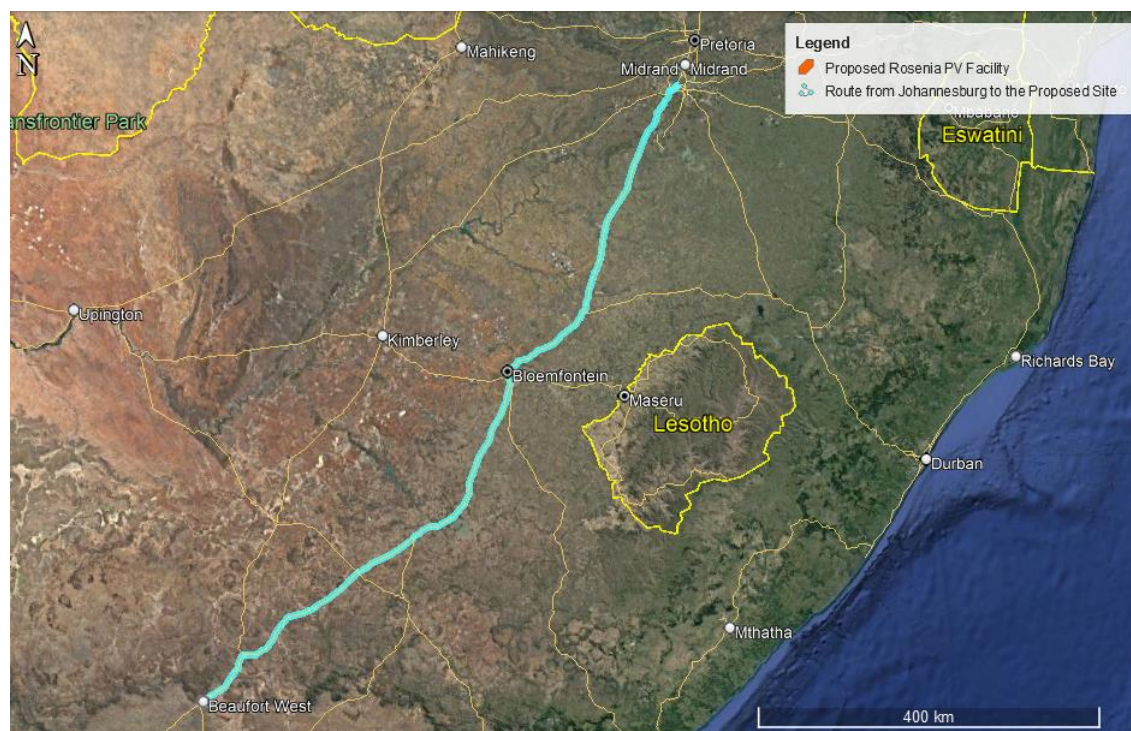 N
Mahikeng
Pretoria
Midrand Midrand
Legend
Proposed Rosenia PV Facility
Route from Johannesburg to the Proposed Site
ansfrontier Park
Mbabane
Eswatini
Upington
Kimberley
Bloemfontein
Maseru
Lesotho
Richards Bay
Durban
Mthatha
Beaufort West
400 km